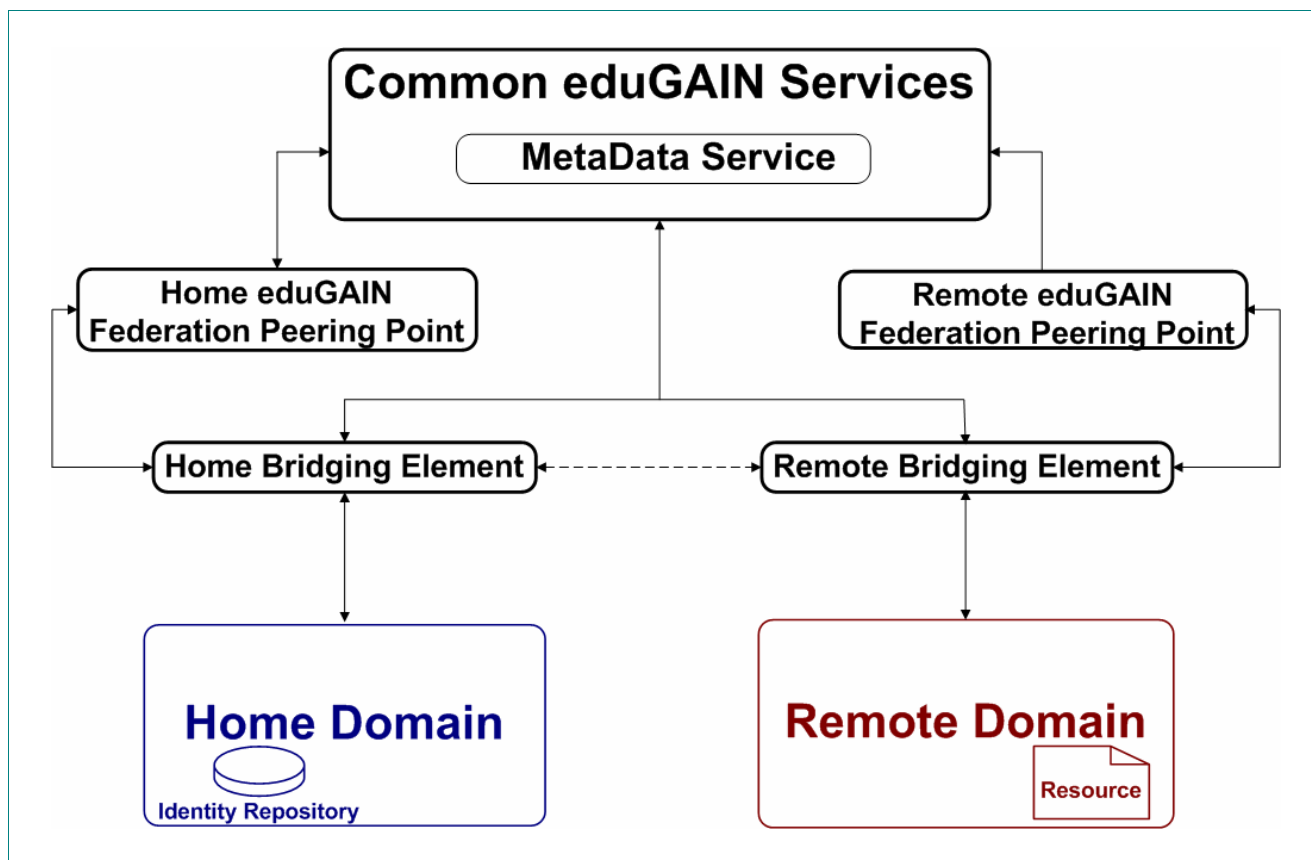 Common eduGAIN Services
MetaData Service
Home eduGAIN
Federation Peering Point
Remote eduGAIN
Federation Peering Point
Home Bridging Element
Remote Bridging Element
Home Domain
Identity Repository
Remote Domain
Resource